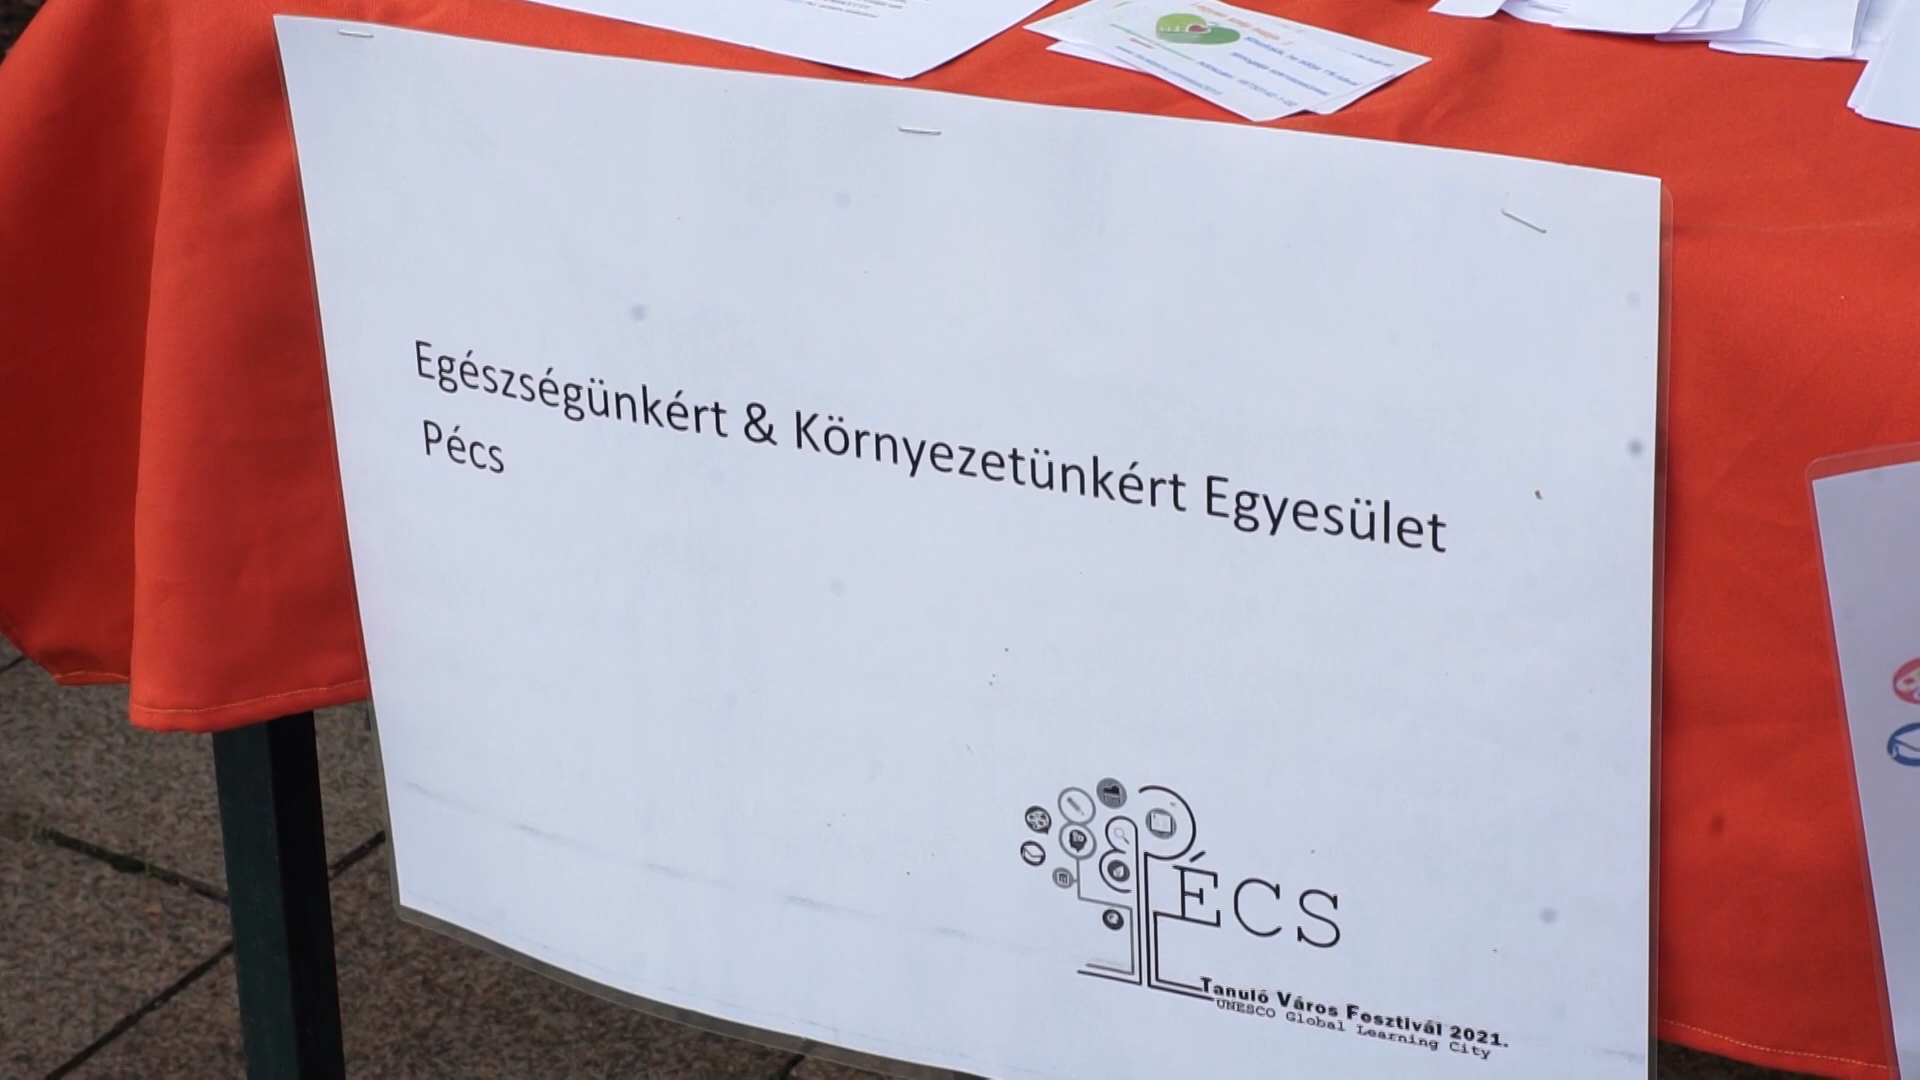 Egészségünkért & Környezetünkért Egyesület
Pécs
PÉCS
Tanuló Város Fesztivál 2021.
UNESCO Global Learning City